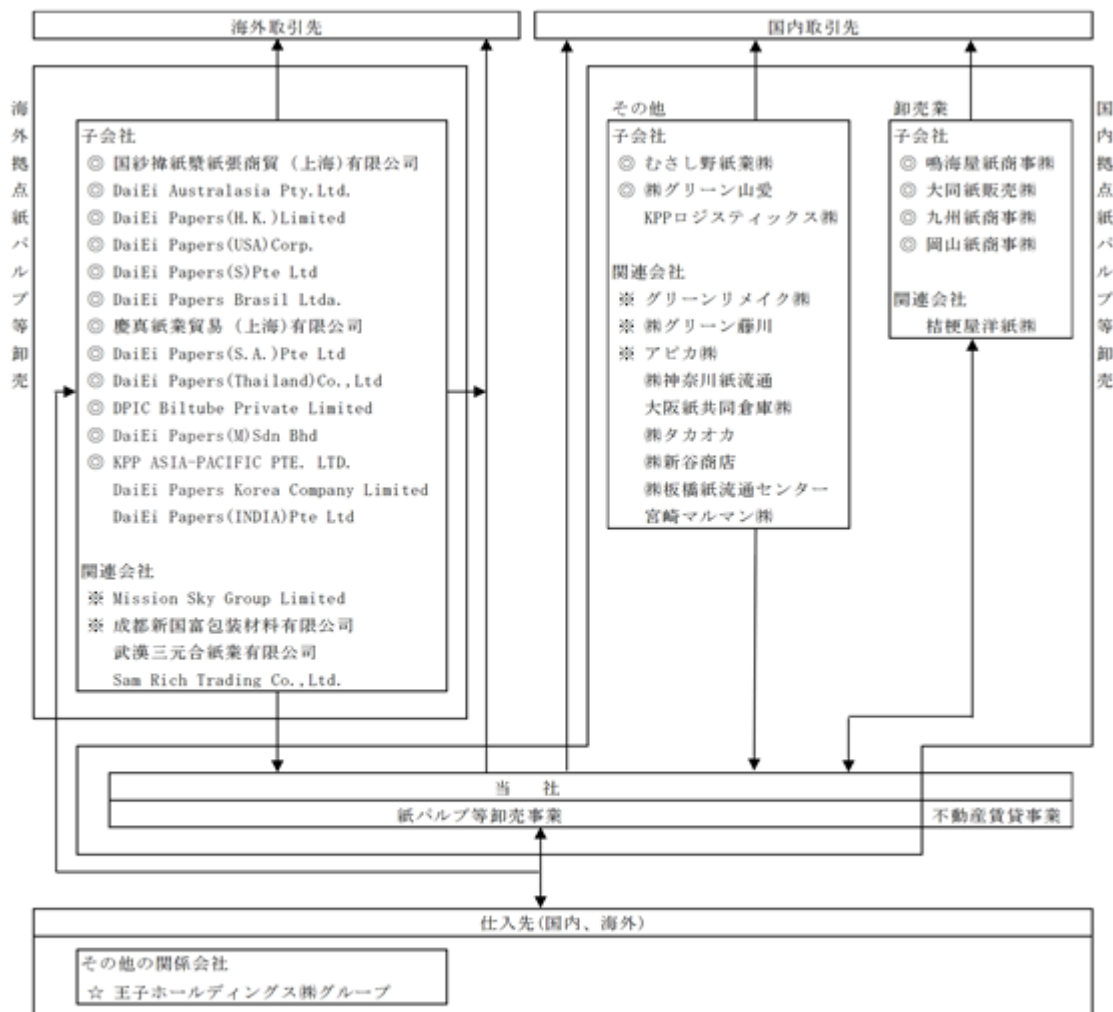 海外取引先
国内取引先
海外拠点紙パルプ等卸売
子会社
◎ 国紗褘紙檗紙張商貿 (上海)有限公司
◎ DaiEi Australasia Pty.Ltd.
◎ DaiEi Papers(H.K.)Limited
◎ DaiEi Papers(USA)Corp.
◎ DaiEi Papers(S)Pte Ltd
◎ DaiEi Papers Brasil Ltda.
◎ 慶真紙業貿易 (上海)有限公司
◎ DaiEi Papers(S.A.)Pte Ltd
◎ DaiEi Papers(Thailand)Co.,Ltd
◎ DPIC Biltube Private Limited
◎ DaiEi Papers(M)Sdn Bhd
◎ KPP ASIA-PACIFIC PTE. LTD.
DaiEi Papers Korea Company Limited
DaiEi Papers(INDIA)Pte Ltd
関連会社
※ Mission Sky Group Limited
※ 成都新国富包装材料有限公司
武漢三元合紙業有限公司
Sam Rich Trading Co.,Ltd.
その他
子会社
◎ むさし野紙業㈱
◎ ㈱グリーン山愛
KPPロジスティックス㈱
関連会社
※ グリーンリメイク㈱
※ ㈱グリーン藤川
※ アピカ㈱
㈱神奈川紙流通
大阪紙共同倉庫㈱
㈱タカオカ
㈱新谷商店
㈱板橋紙流通センター
宮崎マルマン㈱
卸売業
子会社
◎ 鳴海屋紙商事㈱
◎ 大同紙販売㈱
◎ 九州紙商事㈱
◎ 岡山紙商事㈱
関連会社
桔梗屋洋紙㈱
国内拠点紙パルプ等卸売
当 社
紙パルプ等卸売事業
不動産賃貸事業
仕入先(国内、海外)
その他の関係会社
☆ 王子ホールディングス㈱グループ